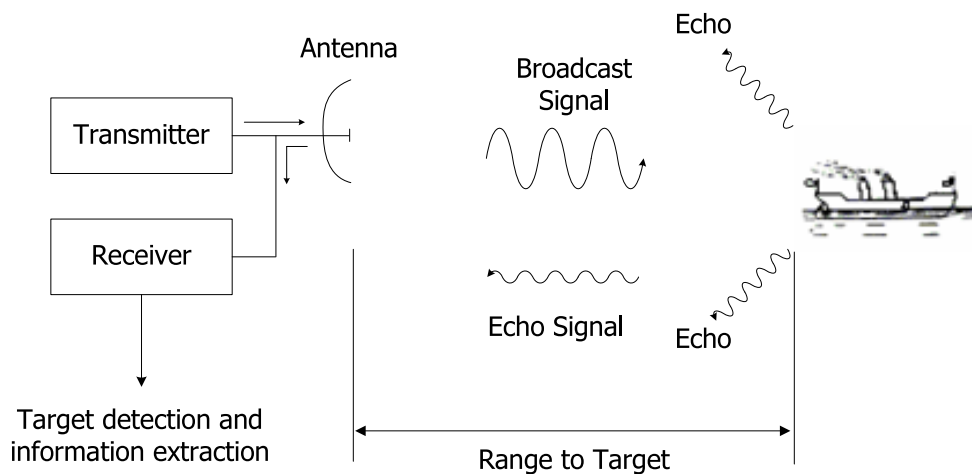 Echo
Antenna
Broadcast
Signal
Transmitter
Receiver
Echo Signal
Echo
Target detection and
information extraction
Range to Target